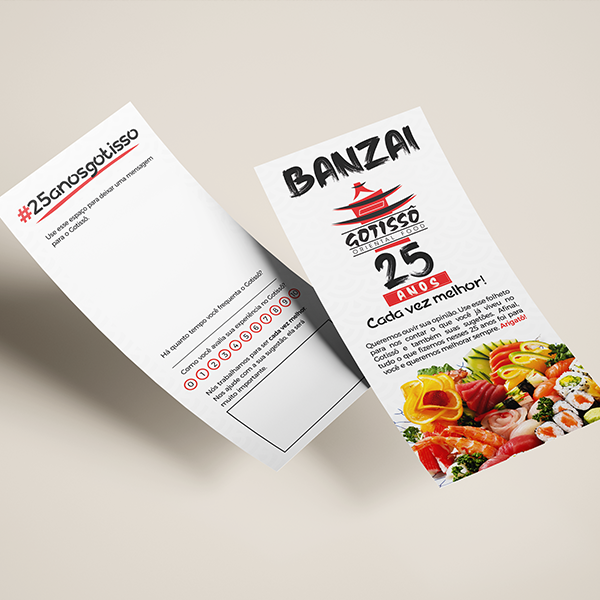 #25anosgotisso
Use esse espaço para deixar uma mensagem
para o Gotissô
Há quanto tempo você frequenta o Gotissô?
Como você avalia sua experiência no Gotissô?
0 1 2 3 4 5 6 7 8 9 10
Nós trabalhamos para ser cada vez melhor.
Nos ajude com a sua sugestão, ela será
muito importante.
BANZAI
GOTISSÔ
ORIENTAL FOOD
25
ANOS
Cada vez melhor!
Queremos ouvir sua opinião. Use esse folheto
para nos contar o que você já viveu no
Gotissô e também suas sugestões. Afinal,
tudo o que fizemos nesses 25 anos foi para
você e queremos melhorar sempre. Arigatô!